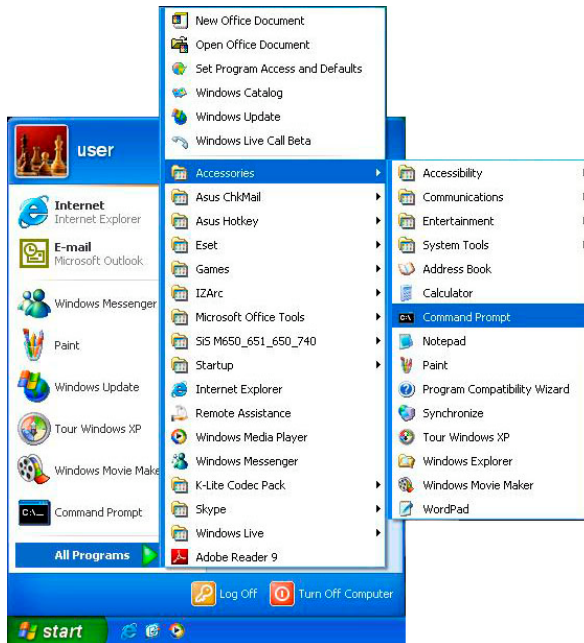 New Office Document
Open Office Document
Set Program Access and Defaults
Windows Catalog
Windows Update
Windows Live Call Beta
Accessories
Asus ChkMail
Asus Hotkey
Eset
Games
IZArc
Microsoft Office Tools
SiS M650_651_650_740
Startup
Internet Explorer
Remote Assistance
Windows Media Player
Windows Messenger
K-Lite Codec Pack
Skype
Windows Live
Adobe Reader 9
Accessibility
Communications
Entertainment
System Tools
Address Book
Calculator
Command Prompt
Notepad
Paint
Program Compatibility Wizard
Synchronize
Tour Windows XP
Windows Explorer
Windows Movie Maker
WordPad
user
Internet
Internet Explorer
E-mail
Microsoft Outlook
Windows Messenger
Paint
Windows Update
Tour Windows XP
Windows Movie Make
Command Prompt
All Programs
Log Off
Turn Off Computer
start